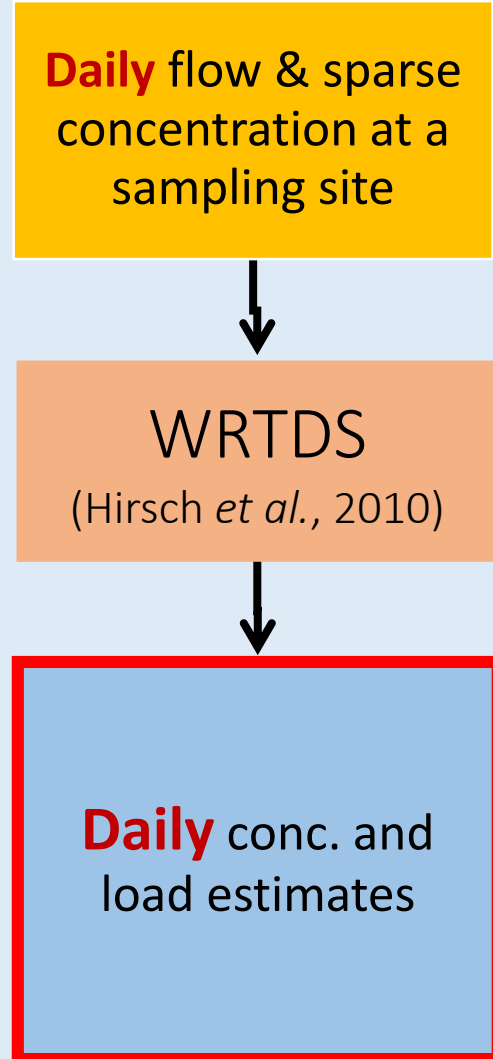 Daily flow & sparse
concentration at a
sampling site
WRTDS
(Hirsch et al., 2010)
Daily conc. and
load estimates